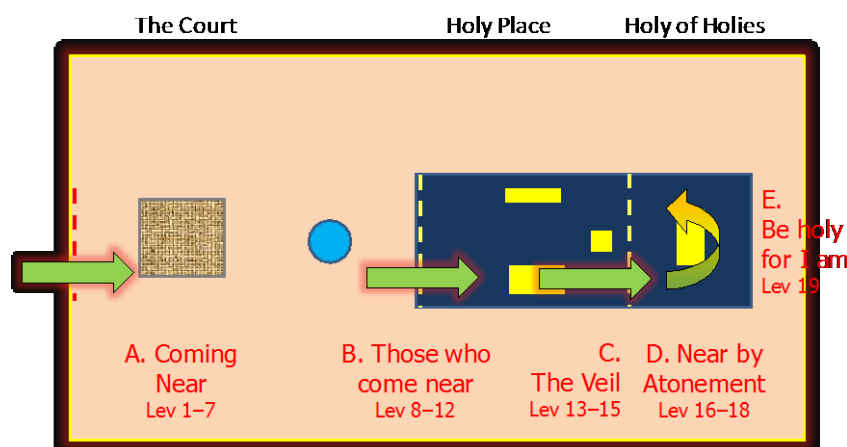 The Court
Holy Place
Holy of Holies
A. Coming
Near
Lev 1–7
B. Those who
come near
Lev 8–12
C.
The Veil
Lev 13–15
D. Near by
Atonement
Lev 16–18
E.
Be holy
for I am
Lev 19